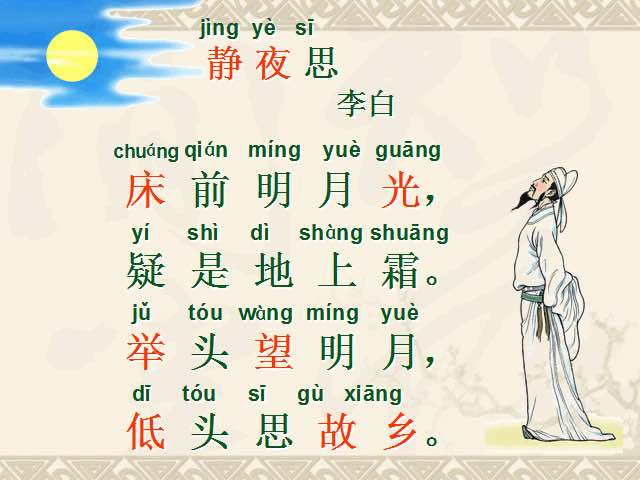 jìng yè sī
静夜思
李白
chuáng qián míng yuè guāng
床前明月光，
yí shì dì shàng shuāng
疑是地上霜。
jǔ tóu wàng míng yuè
举头望明月，
dī tóu sī gù xiāng
低头思故乡。